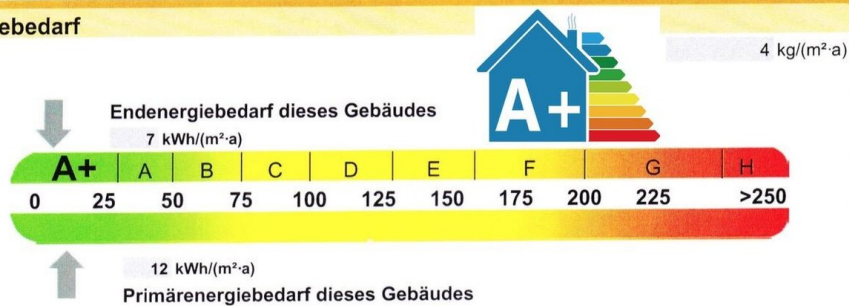 ebedarf
4 kg/(m²·a)
A+
Endenergiebedarf dieses Gebäudes
7 kWh/(m²·a)
A+ A B C D E F G H
0 25 50 75 100 125 150 175 200 225 >250
12 kWh/(m²·a)
Primärenergiebedarf dieses Gebäudes